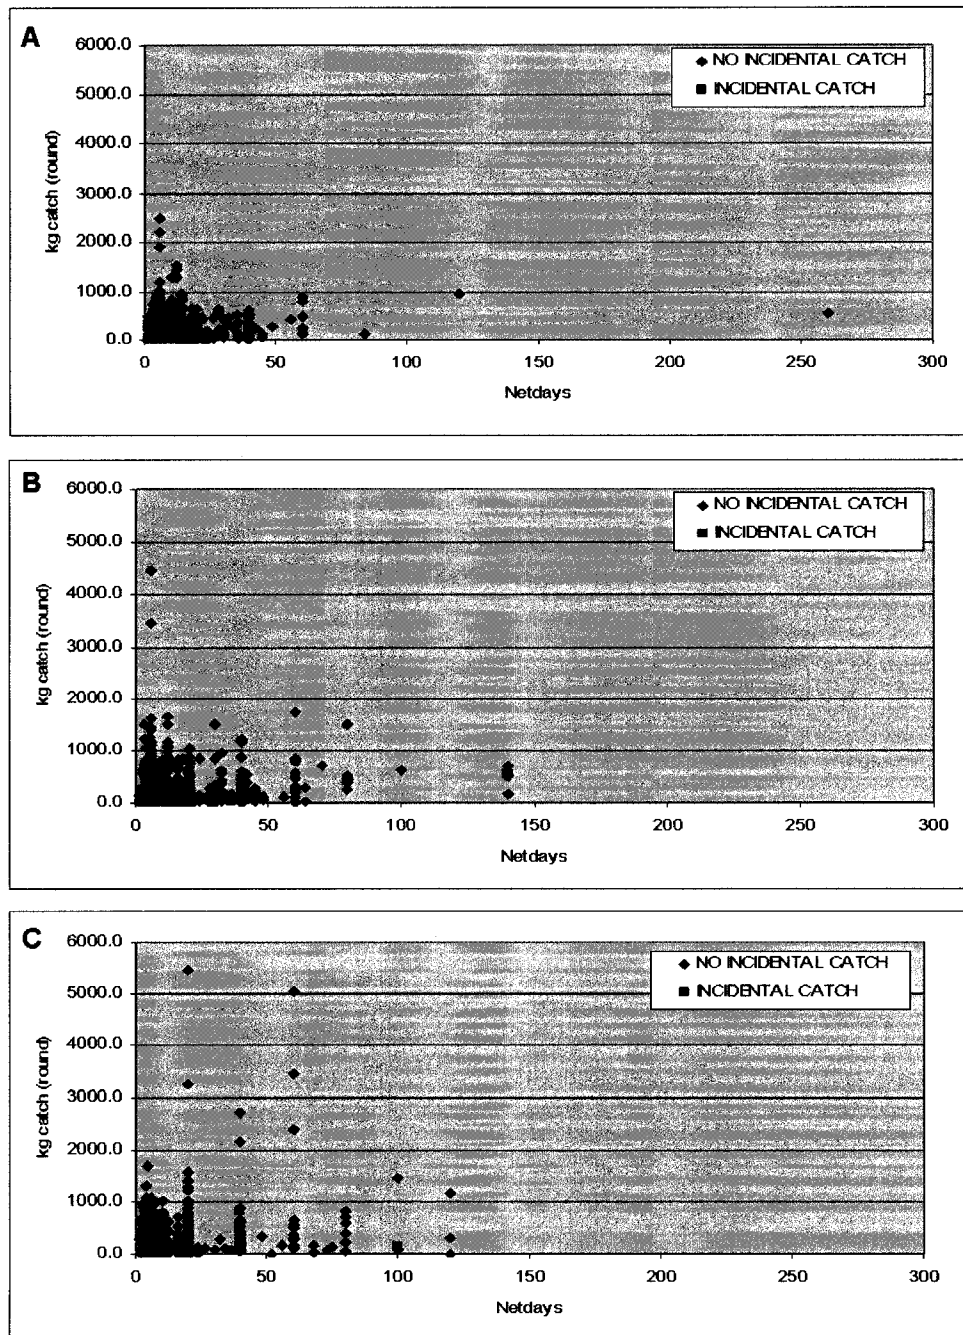 A
6000.0
5000.0
4000.0
3000.0
2000.0
1000.0
0.0
kg catch (round)
NO INCIDENTAL CATCH
INCIDENTAL CATCH
0 50 100 150 200 250 300
Netdays
B
6000.0
5000.0
4000.0
3000.0
2000.0
1000.0
0.0
kg catch (round)
NO INCIDENTAL CATCH
INCIDENTAL CATCH
0 50 100 150 200 250 300
Netdays
C
6000.0
5000.0
4000.0
3000.0
2000.0
1000.0
0.0
kg catch (round)
NO INCIDENTAL CATCH
INCIDENTAL CATCH
0 50 100 150 200 250 300
Netdays